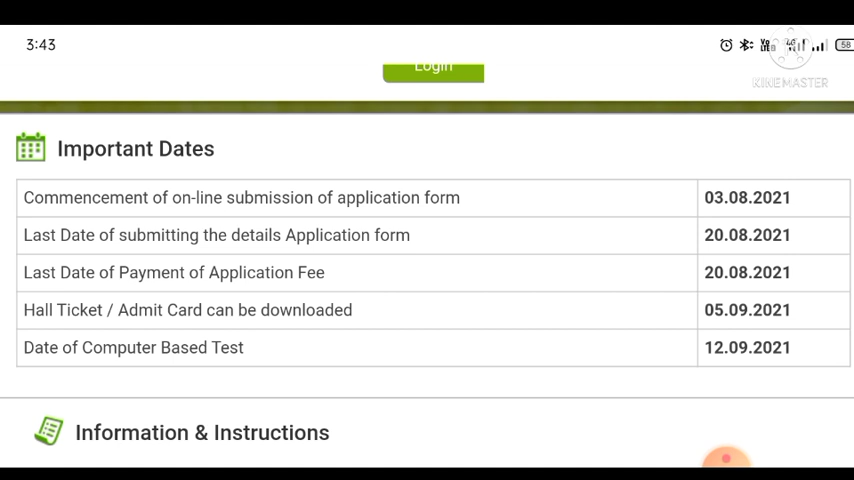 3:43
58
Login
KINEMASTER
Important Dates
Commencement of on-line submission of application form 03.08.2021
Last Date of submitting the details Application form 20.08.2021
Last Date of Payment of Application Fee 20.08.2021
Hall Ticket / Admit Card can be downloaded 05.09.2021
Date of Computer Based Test 12.09.2021
Information & Instructions